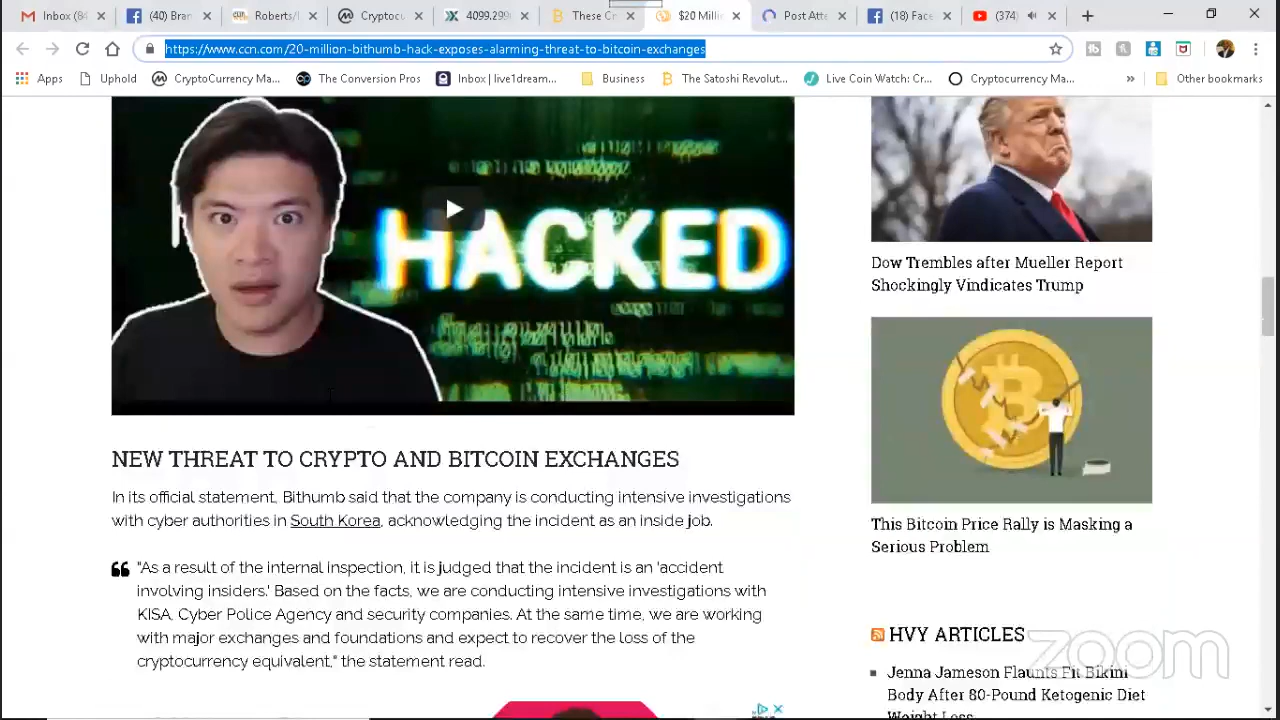 Inbox (84
(40) Bran
Roberts/I
Cryptocu
4099.299
These Cr
$20 Millio
Post Atte
(18) Face
(374)
https://www.ccn.com/20-million-bithumb-hack-exposes-alarming-threat-to-bitcoin-exchanges
Apps
Uphold
CryptoCurrency Ma...
The Conversion Pros
Inbox | live1dream...
Business
The Satoshi Revolut...
Live Coin Watch: Cr...
Cryptocurrency Ma...
»
Other bookmarks
HACKED
NEW THREAT TO CRYPTO AND BITCOIN EXCHANGES
In its official statement, Bithumb said that the company is conducting intensive investigations
with cyber authorities in South Korea, acknowledging the incident as an inside job.
"As a result of the internal inspection, it is judged that the incident is an 'accident
involving insiders.' Based on the facts, we are conducting intensive investigations with
KISA, Cyber Police Agency and security companies. At the same time, we are working
with major exchanges and foundations and expect to recover the loss of the
cryptocurrency equivalent," the statement read.
Dow Trembles after Mueller Report
Shockingly Vindicates Trump
This Bitcoin Price Rally is Masking a
Serious Problem
HVY ARTICLES
Jenna Jameson Flaunts Fit Bikini
Body After 80-Pound Ketogenic Diet
Weight Loss
zoom